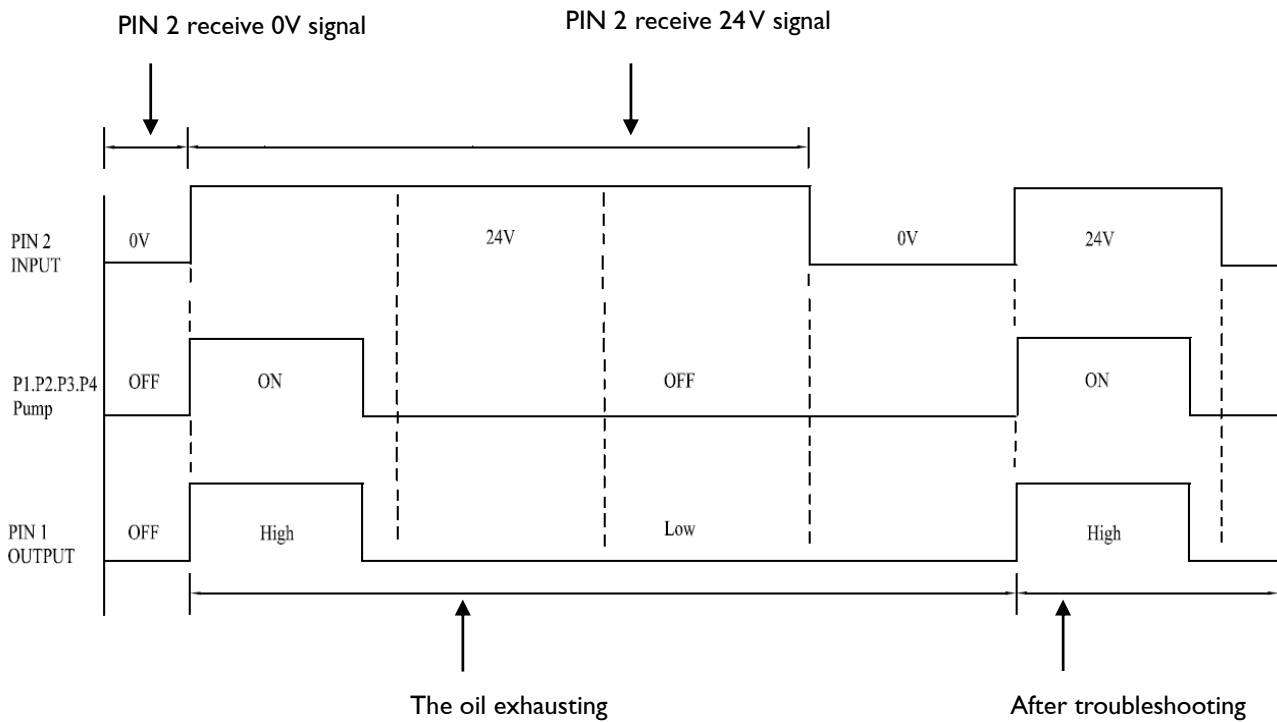 PIN 2 receive 0V signal
PIN 2 receive 24V signal
PIN 2
INPUT
0V
24V
0V
24V
P1.P2.P3.P4
Pump
OFF
ON
OFF
ON
PIN 1
OUTPUT
OFF
High
Low
High
The oil exhausting
After troubleshooting